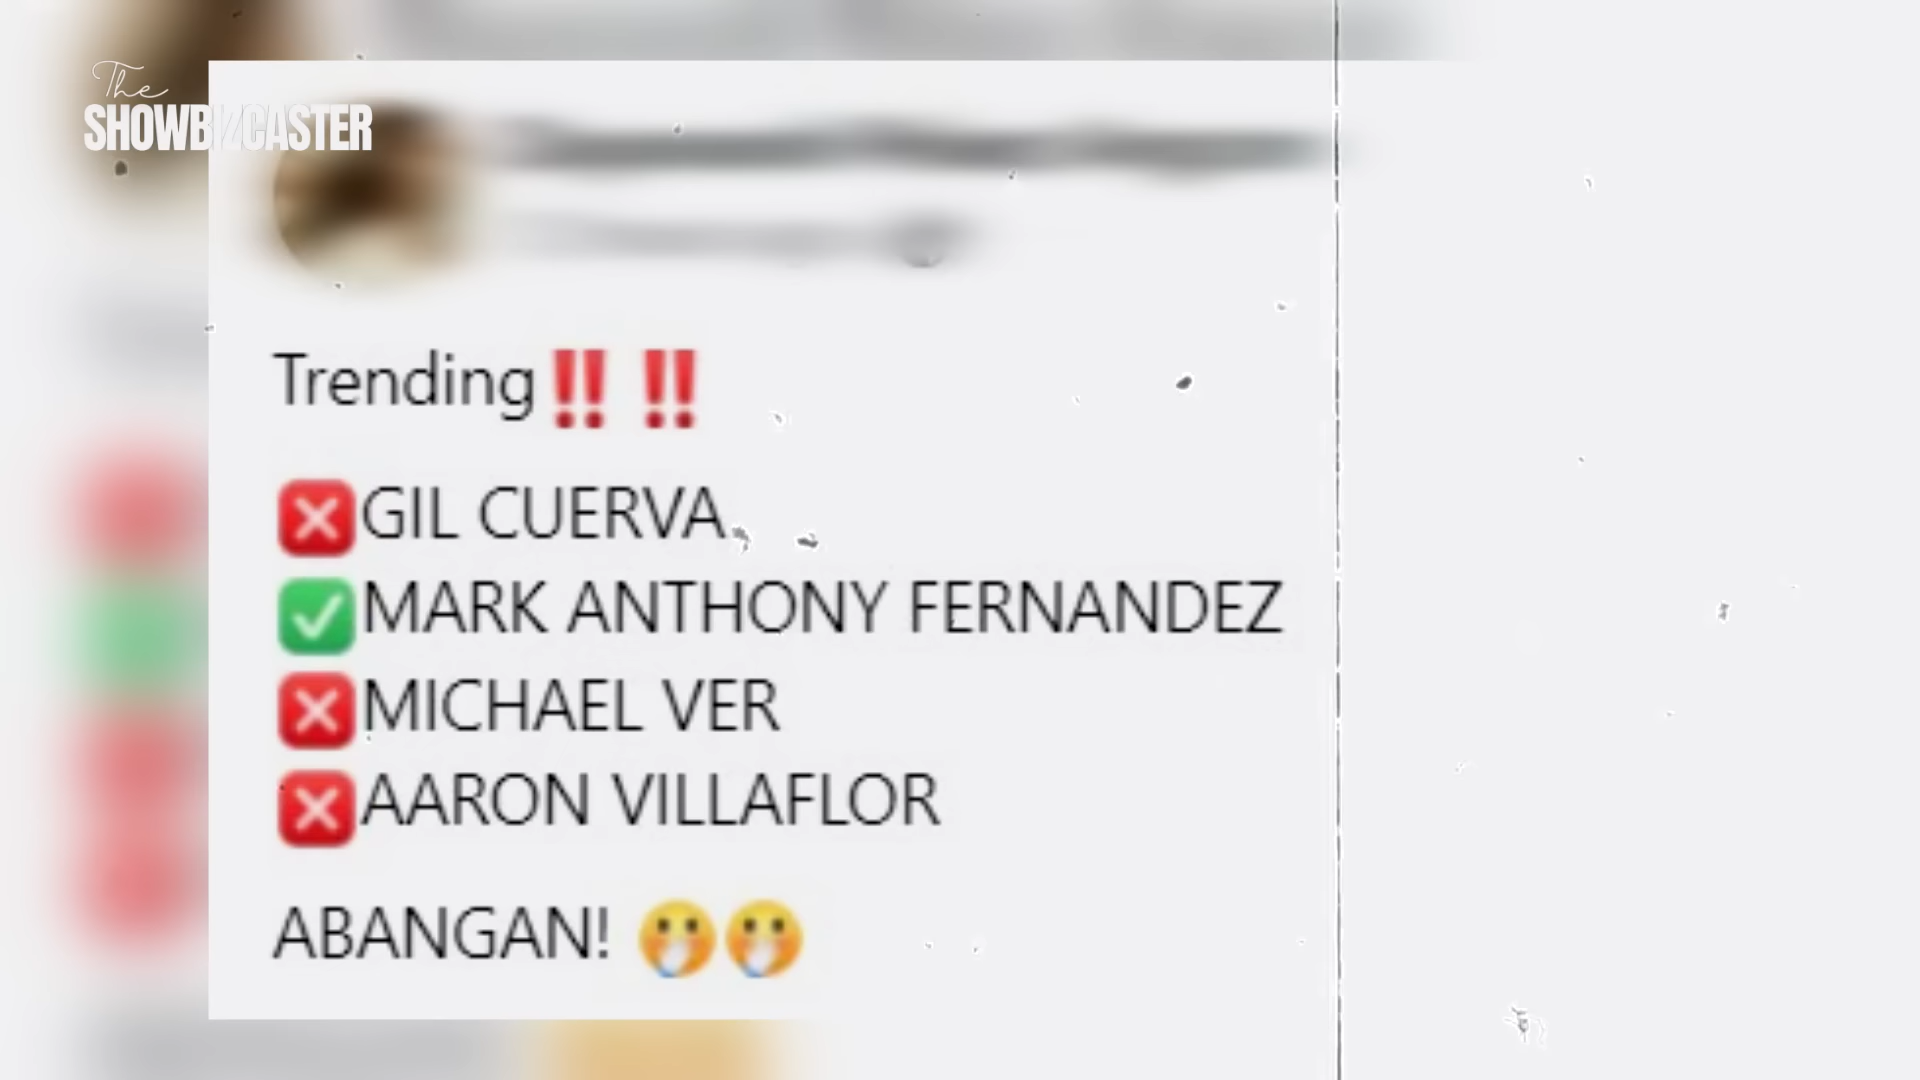 The
SHOWBIZCASTER
Trending‼️ ‼️
❌GIL CUERVA
✅MARK ANTHONY FERNANDEZ
❌MICHAEL VER
❌AARON VILLAFLOR
ABANGAN! 🫢🫢